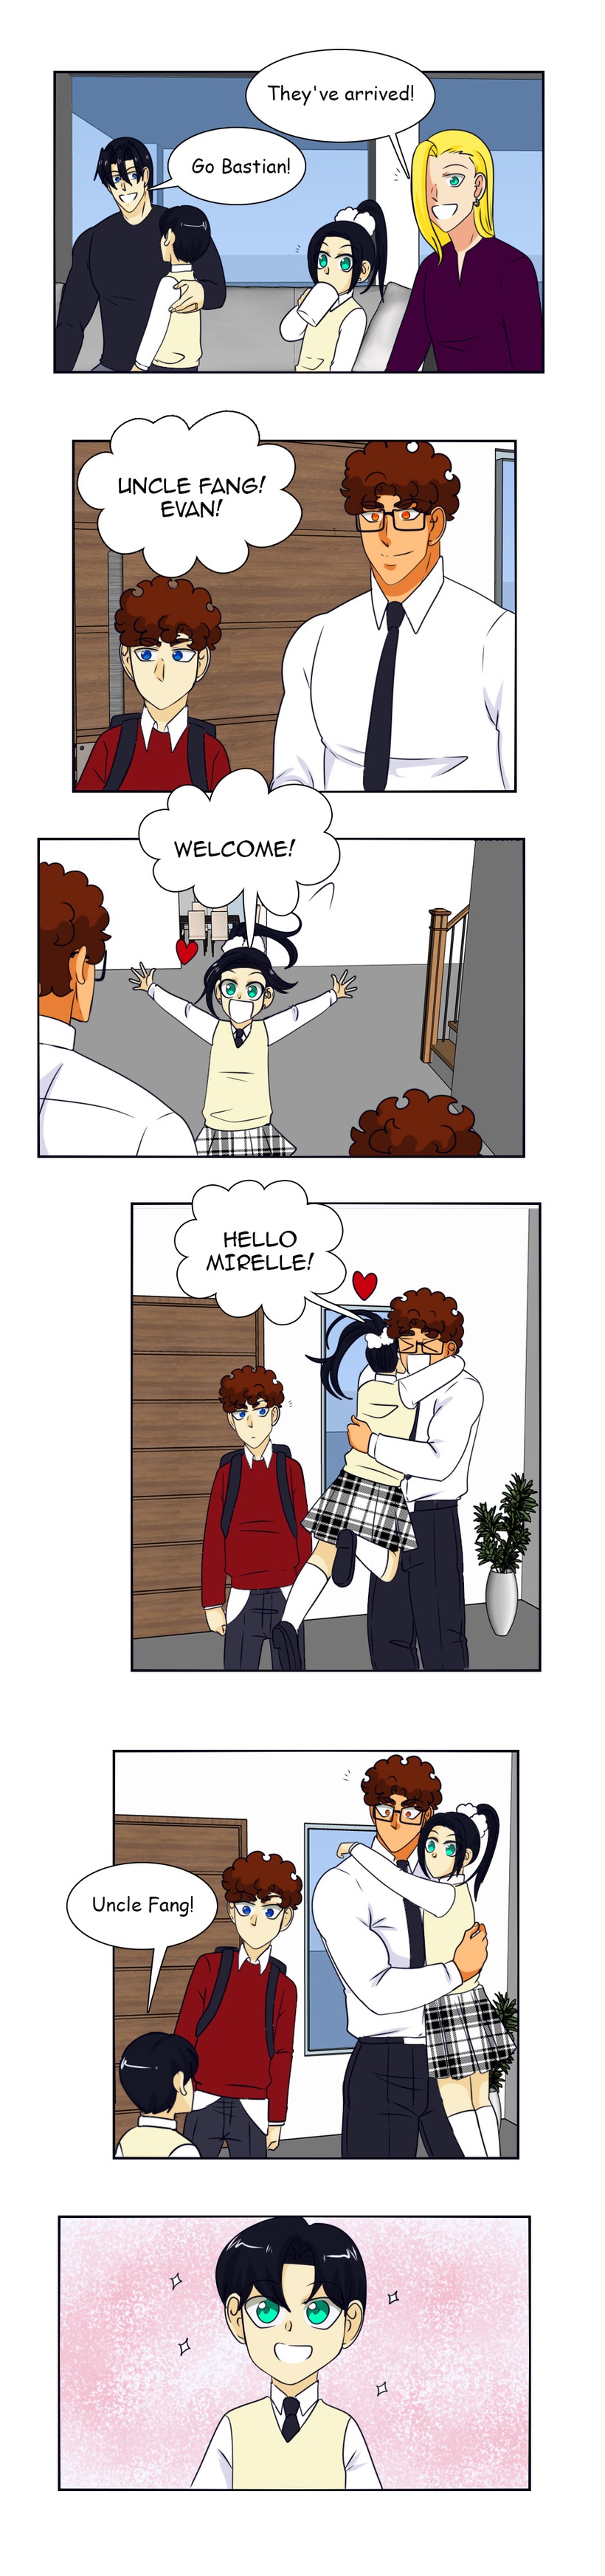 They've arrived!
Go Bastian!
UNCLE FANG!
EVAN!
WELCOME!
HELLO
MIRELLE!
Uncle Fang!